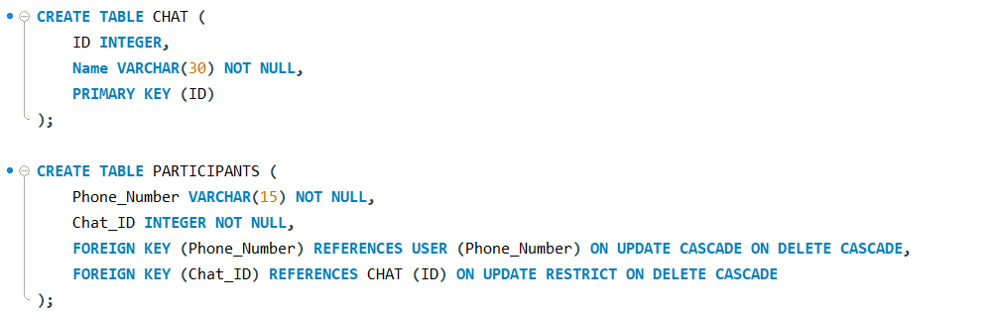 CREATE TABLE CHAT (
ID INTEGER,
Name VARCHAR(30) NOT NULL,
PRIMARY KEY (ID)
);
CREATE TABLE PARTICIPANTS (
Phone_Number VARCHAR(15) NOT NULL,
Chat_ID INTEGER NOT NULL,
FOREIGN KEY (Phone_Number) REFERENCES USER (Phone_Number) ON UPDATE CASCADE ON DELETE CASCADE,
FOREIGN KEY (Chat_ID) REFERENCES CHAT (ID) ON UPDATE RESTRICT ON DELETE CASCADE
);